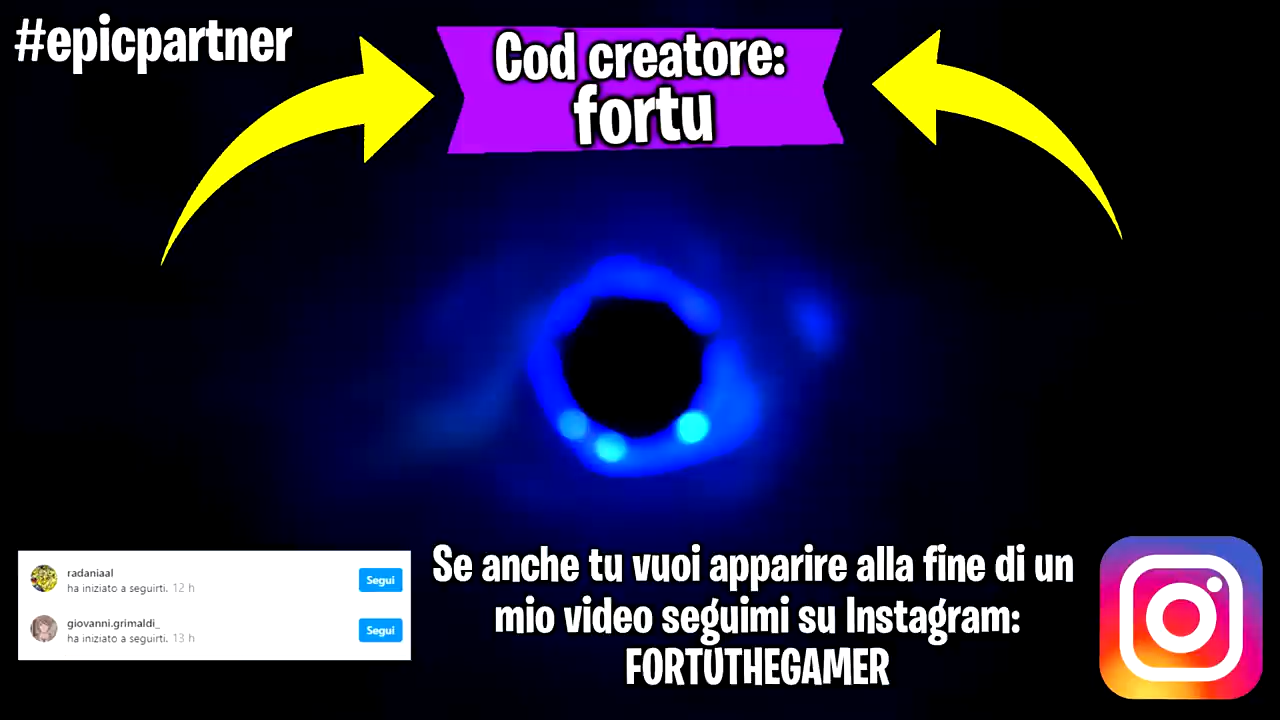 #epicpartner
Cod creatore:
fortu
radaniaal
ha iniziato a seguirti. 12 h
Segui
giovanni.grimaldi_
ha iniziato a seguirti. 13 h
Segui
Se anche tu vuoi apparire alla fine di un
mio video seguimi su Instagram:
FORTUTHEGAMER